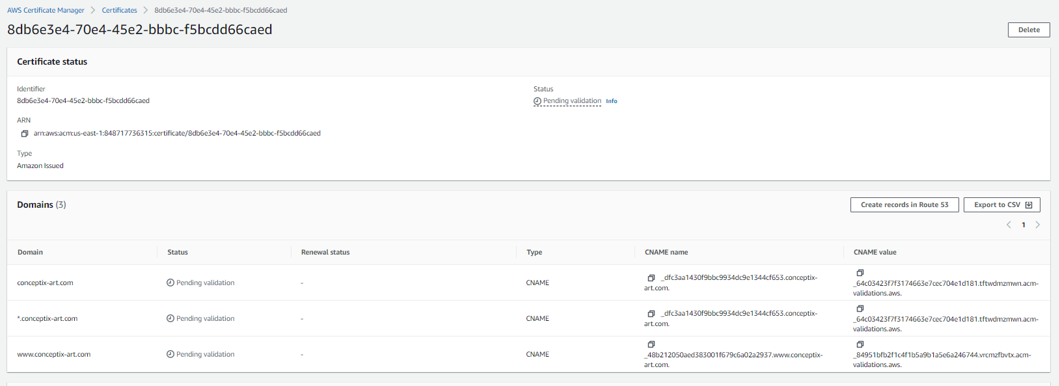 AWS Certificate Manager > Certificates > 8db6e3e4-70e4-45e2-bbbc-f5bcdd66caed
8db6e3e4-70e4-45e2-bbbc-f5bcdd66caed
Delete
Certificate status
Identifier
8db6e3e4-70e4-45e2-bbbc-f5bcdd66caed
Status
Pending validation Info
ARN
arn:aws:acm:us-east-1:848717736315:certificate/8db6e3e4-70e4-45e2-bbbc-f5bcdd66caed
Type
Amazon Issued
Domains (3)
Create records in Route 53 Export to CSV
1
Domain Status Renewal status Type CNAME name CNAME value
conceptix-art.com Pending validation - CNAME _dfc3aa1430f9bbc9934dc9e1344cf653.conceptix-
art.com.
_64c03423f7f3174663e7cec704e1d181.tftwdmzmwn.acm-
validations.aws.
*.conceptix-art.com Pending validation - CNAME _dfc3aa1430f9bbc9934dc9e1344cf653.conceptix-
art.com.
_64c03423f7f3174663e7cec704e1d181.tftwdmzmwn.acm-
validations.aws.
www.conceptix-art.com Pending validation - CNAME
_48b212050aed383001f679c6a02a2937.www.conceptix-
art.com.
_84951bfb2f1c4f1b5a9b1a5e6a246744.vrcmzfbvtx.acm-
validations.aws.